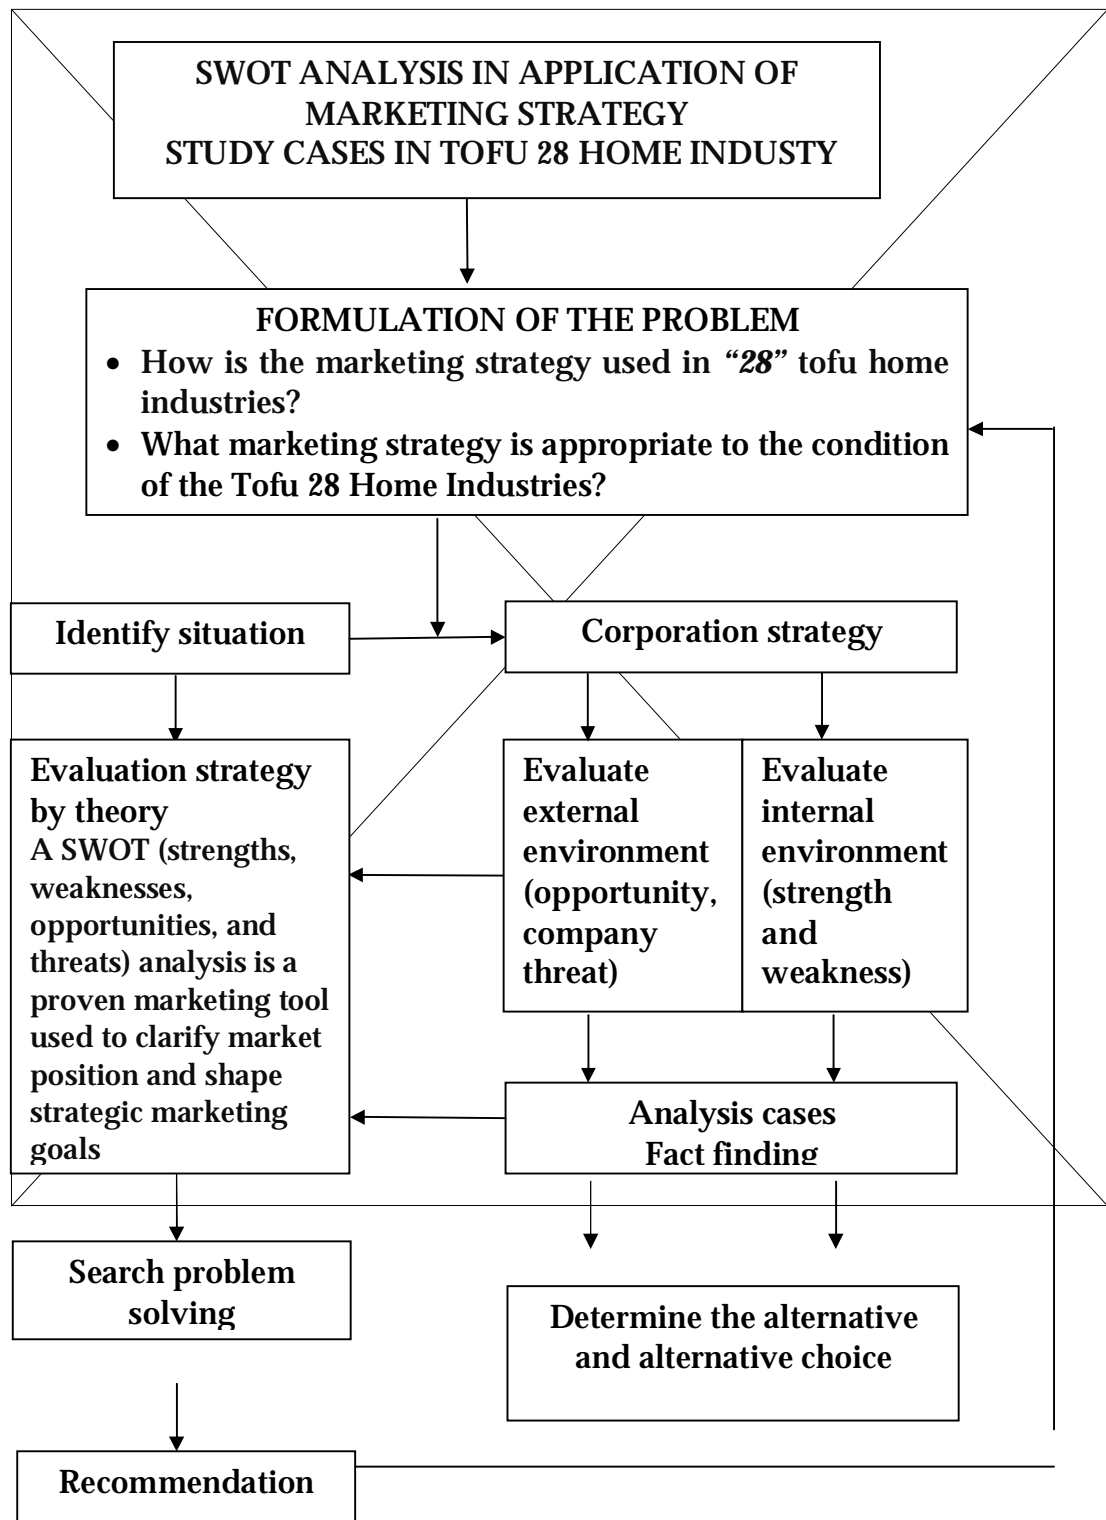 SWOT ANALYSIS IN APPLICATION OF
MARKETING STRATEGY
STUDY CASES IN TOFU 28 HOME INDUSTY
FORMULATION OF THE PROBLEM
• How is the marketing strategy used in “28” tofu home
industries?
• What marketing strategy is appropriate to the condition
of the Tofu 28 Home Industries?
Identify situation
Corporation strategy
Evaluation strategy
by theory
A SWOT (strengths,
weaknesses,
opportunities, and
threats) analysis is a
proven marketing tool
used to clarify market
position and shape
strategic marketing
goals
Evaluate
external
environment
(opportunity,
company
threat)
Evaluate
internal
environment
(strength
and
weakness)
Analysis cases
Fact finding
Search problem
solving
Determine the alternative
and alternative choice
Recommendation